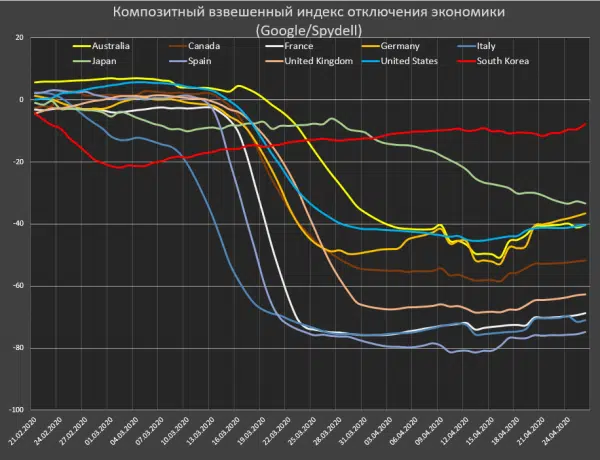 Композитный взвешенный индекс отключения экономики
(Google/Spydell)
20
Australia Canada France Germany Italy
Japan Spain United Kingdom United States South Korea
0
-20
-40
-60
-80
-100
21.02.2020 24.02.2020 27.02.2020 01.03.2020 04.03.2020 07.03.2020 10.03.2020 13.03.2020 16.03.2020 19.03.2020 22.03.2020 25.03.2020 28.03.2020 31.03.2020 03.04.2020 06.04.2020 09.04.2020 12.04.2020 15.04.2020 18.04.2020 21.04.2020 24.04.2020